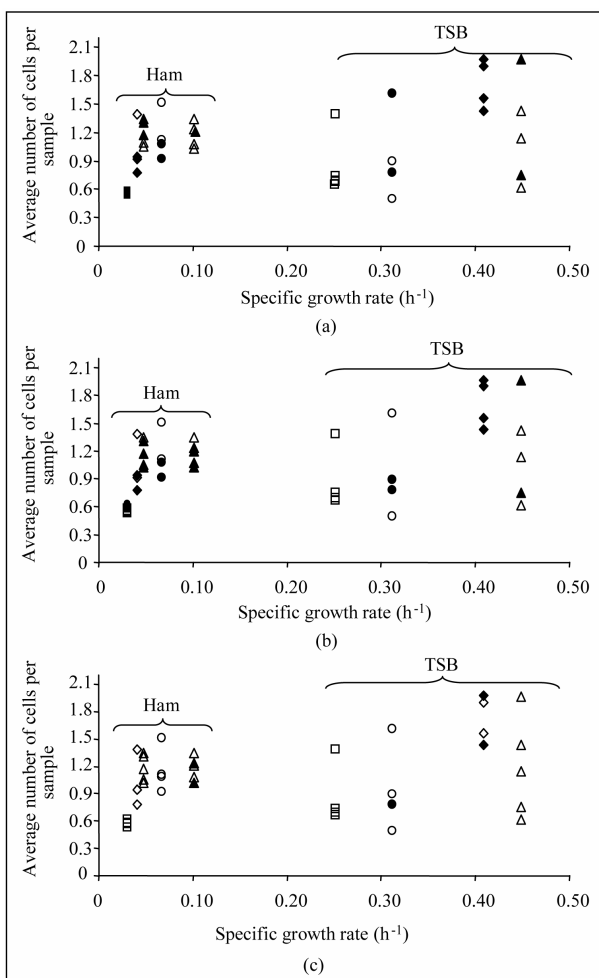 Average number of cells per
sample
2.1
1.8
1.5
1.2
0.9
0.6
0.3
0
Ham
TSB
0 0.10 0.20 0.30 0.40 0.50
Specific growth rate (h-1)
(a)
Average number of cells per
sample
2.1
1.8
1.5
1.2
0.9
0.6
0.3
0
Ham
TSB
0 0.10 0.20 0.30 0.40 0.50
Specific growth rate (h-1)
(b)
Average number of cells per
sample
2.1
1.8
1.5
1.2
0.9
0.6
0.3
0
Ham
TSB
0 0.10 0.20 0.30 0.40 0.50
Specific growth rate (h-1)
(c)